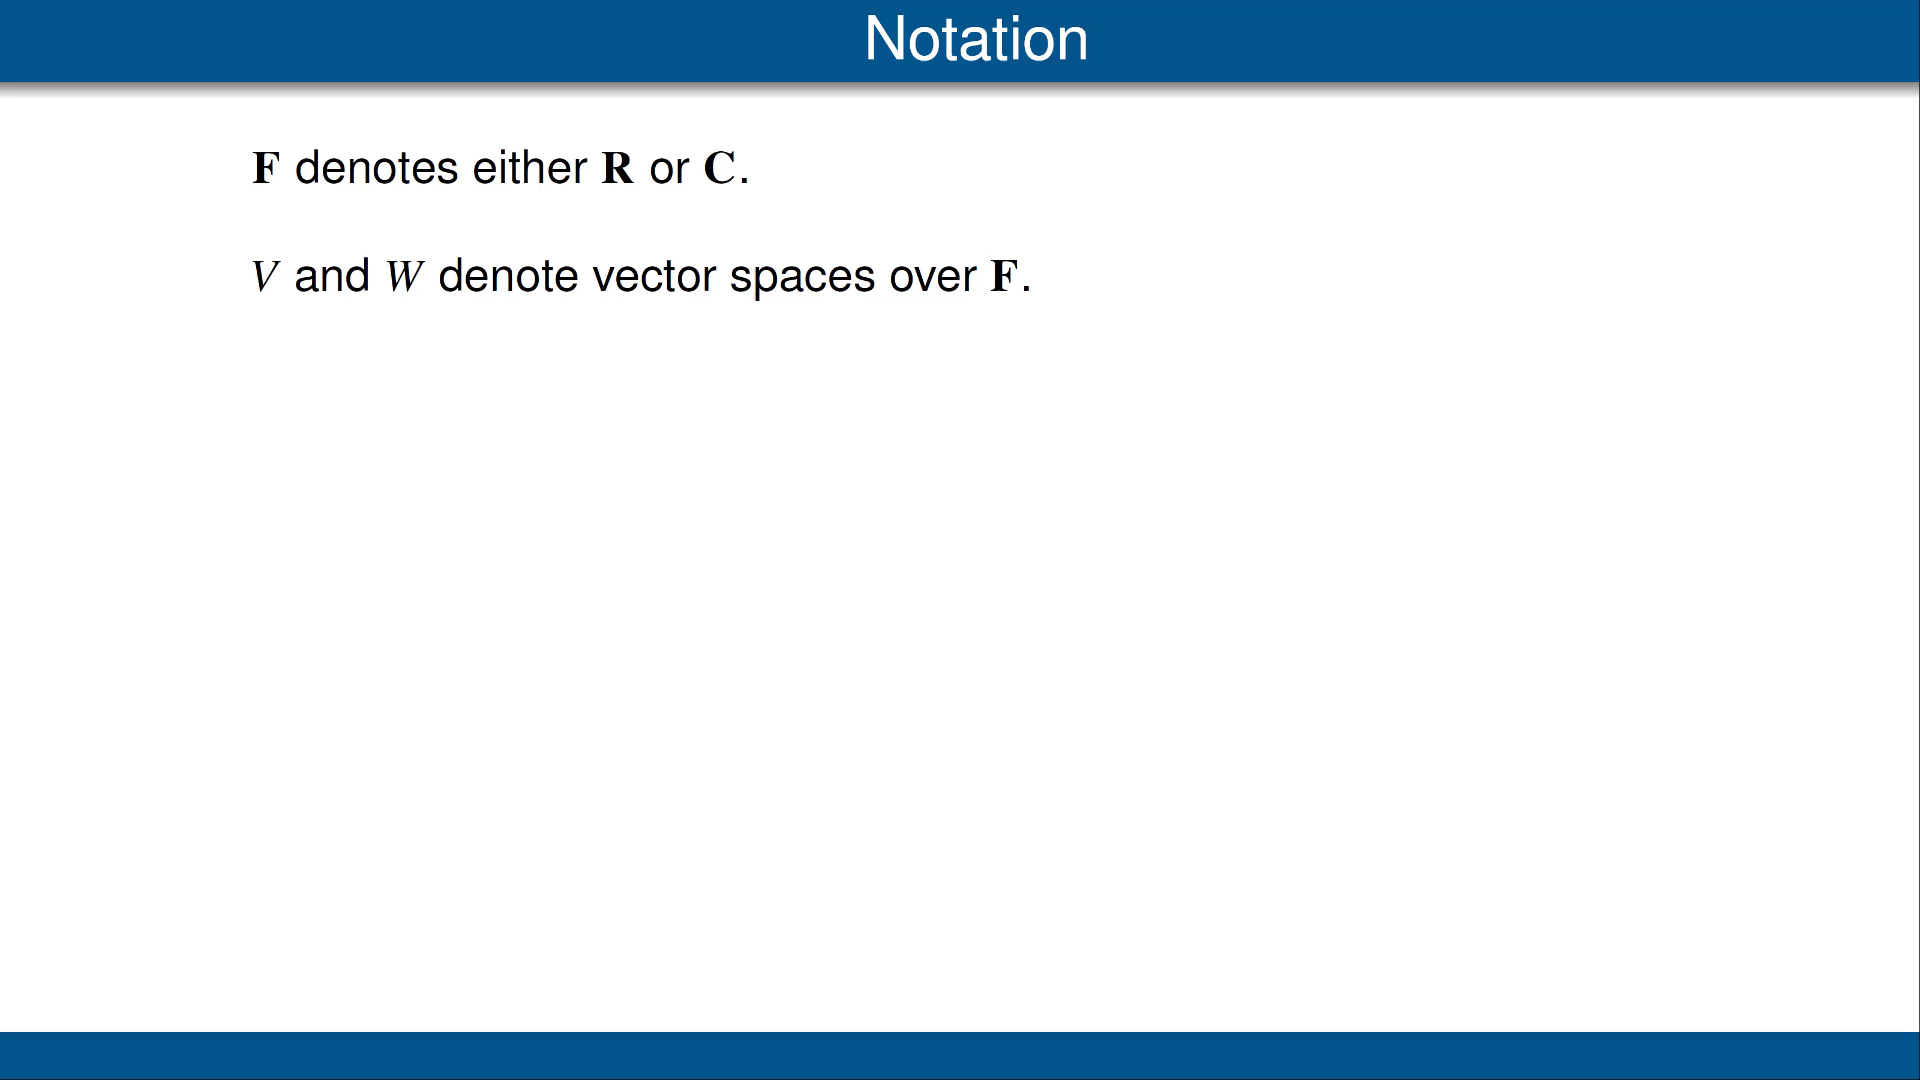 Notation
F denotes either R or C.
V and W denote vector spaces over F.